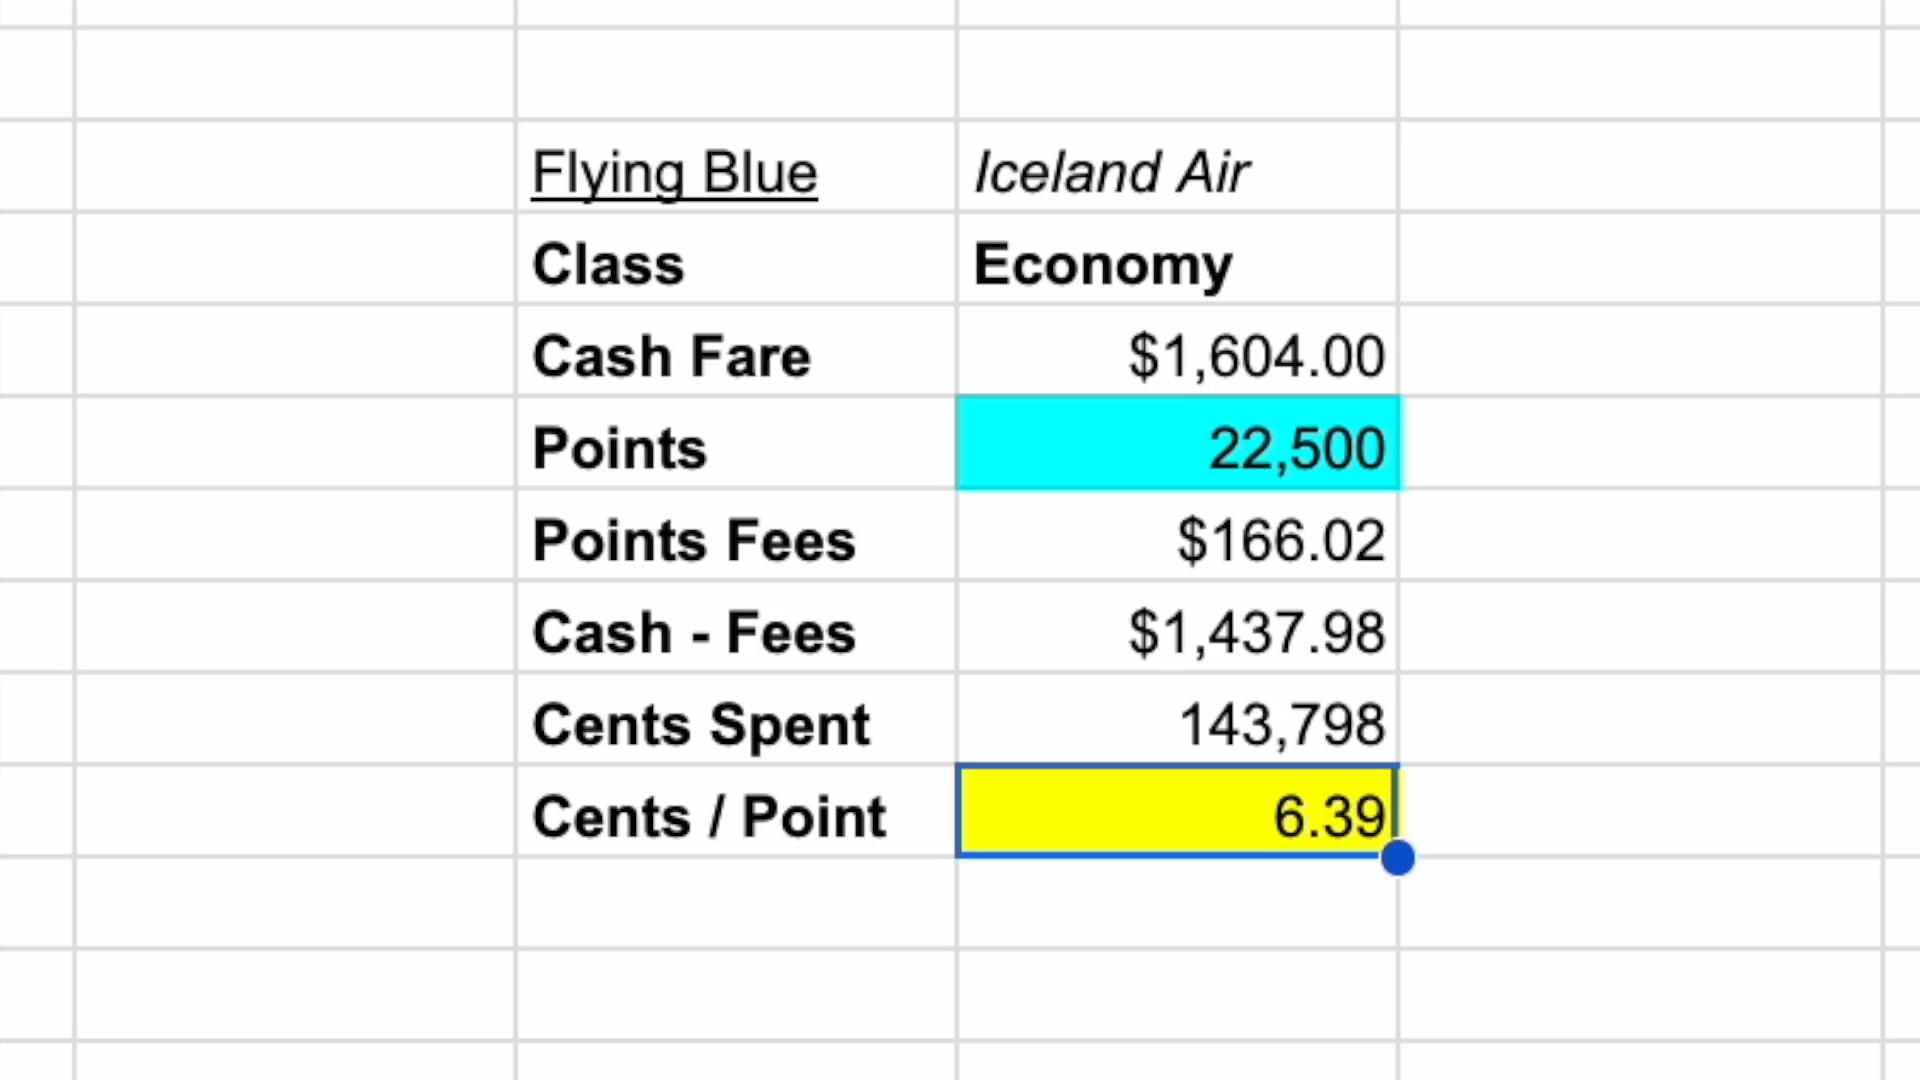 Flying Blue Iceland Air
Class Economy
Cash Fare $1,604.00
Points 22,500
Points Fees $166.02
Cash - Fees $1,437.98
Cents Spent 143,798
Cents / Point 6.39